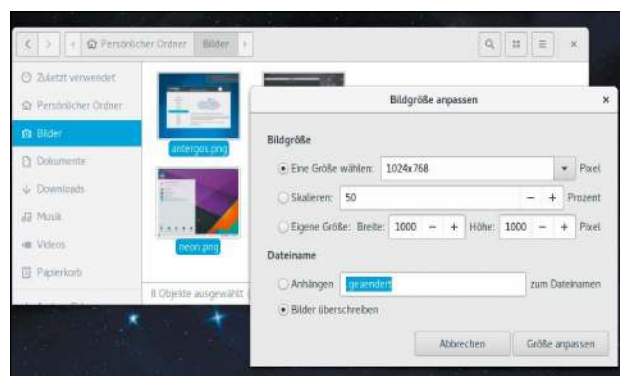 Persönlicher Ordner Bilder
Zuletzt verwendet
Persönlicher Ordner
Bilder
Dokumente
Downloads
Musik
Videos
Papierkorb
antergos.png
neon.png
8 Objekte ausgewählt
Bildgröße anpassen
Bildgröße
Eine Größe wählen: 1024x768 Pixel
Skalieren: 50 Prozent
Eigene Größe: Breite: 1000 Höhe: 1000 Pixel
Dateiname
Anhängen .geaendert zum Dateinamen
Bilder überschreiben
Abbrechen Größe anpassen